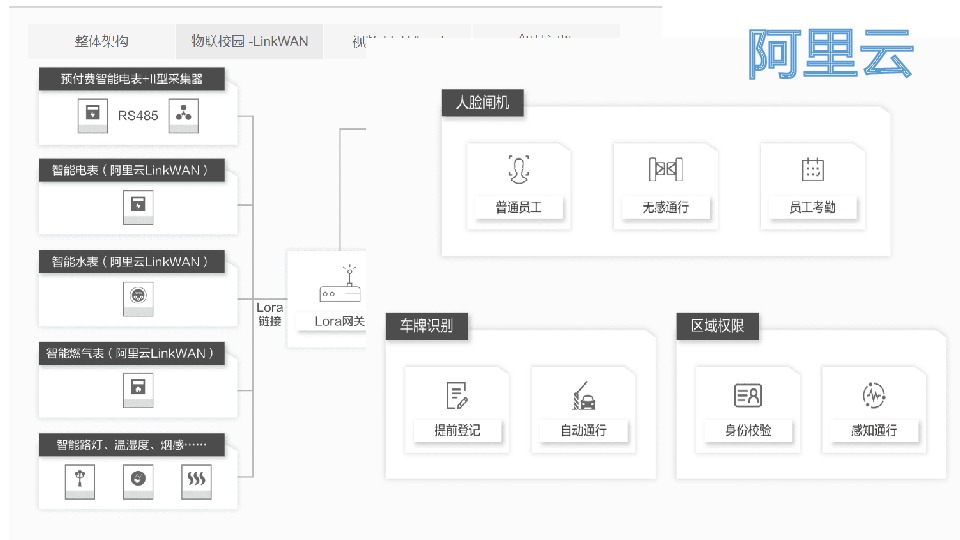 整体架构
物联校园 -LinkWAN
阿里云
预付费智能电表-II型采集器
RS485
智能电表（阿里云LinkWAN）
智能水表（阿里云LinkWAN）
智能燃气表（阿里云LinkWAN）
智能路灯、温湿度、烟感……
Lora
链接
Lora网关
人脸闸机
普通员工
无感通行
员工考勤
车牌识别
提前登记
自动通行
区域权限
身份校验
感知通行